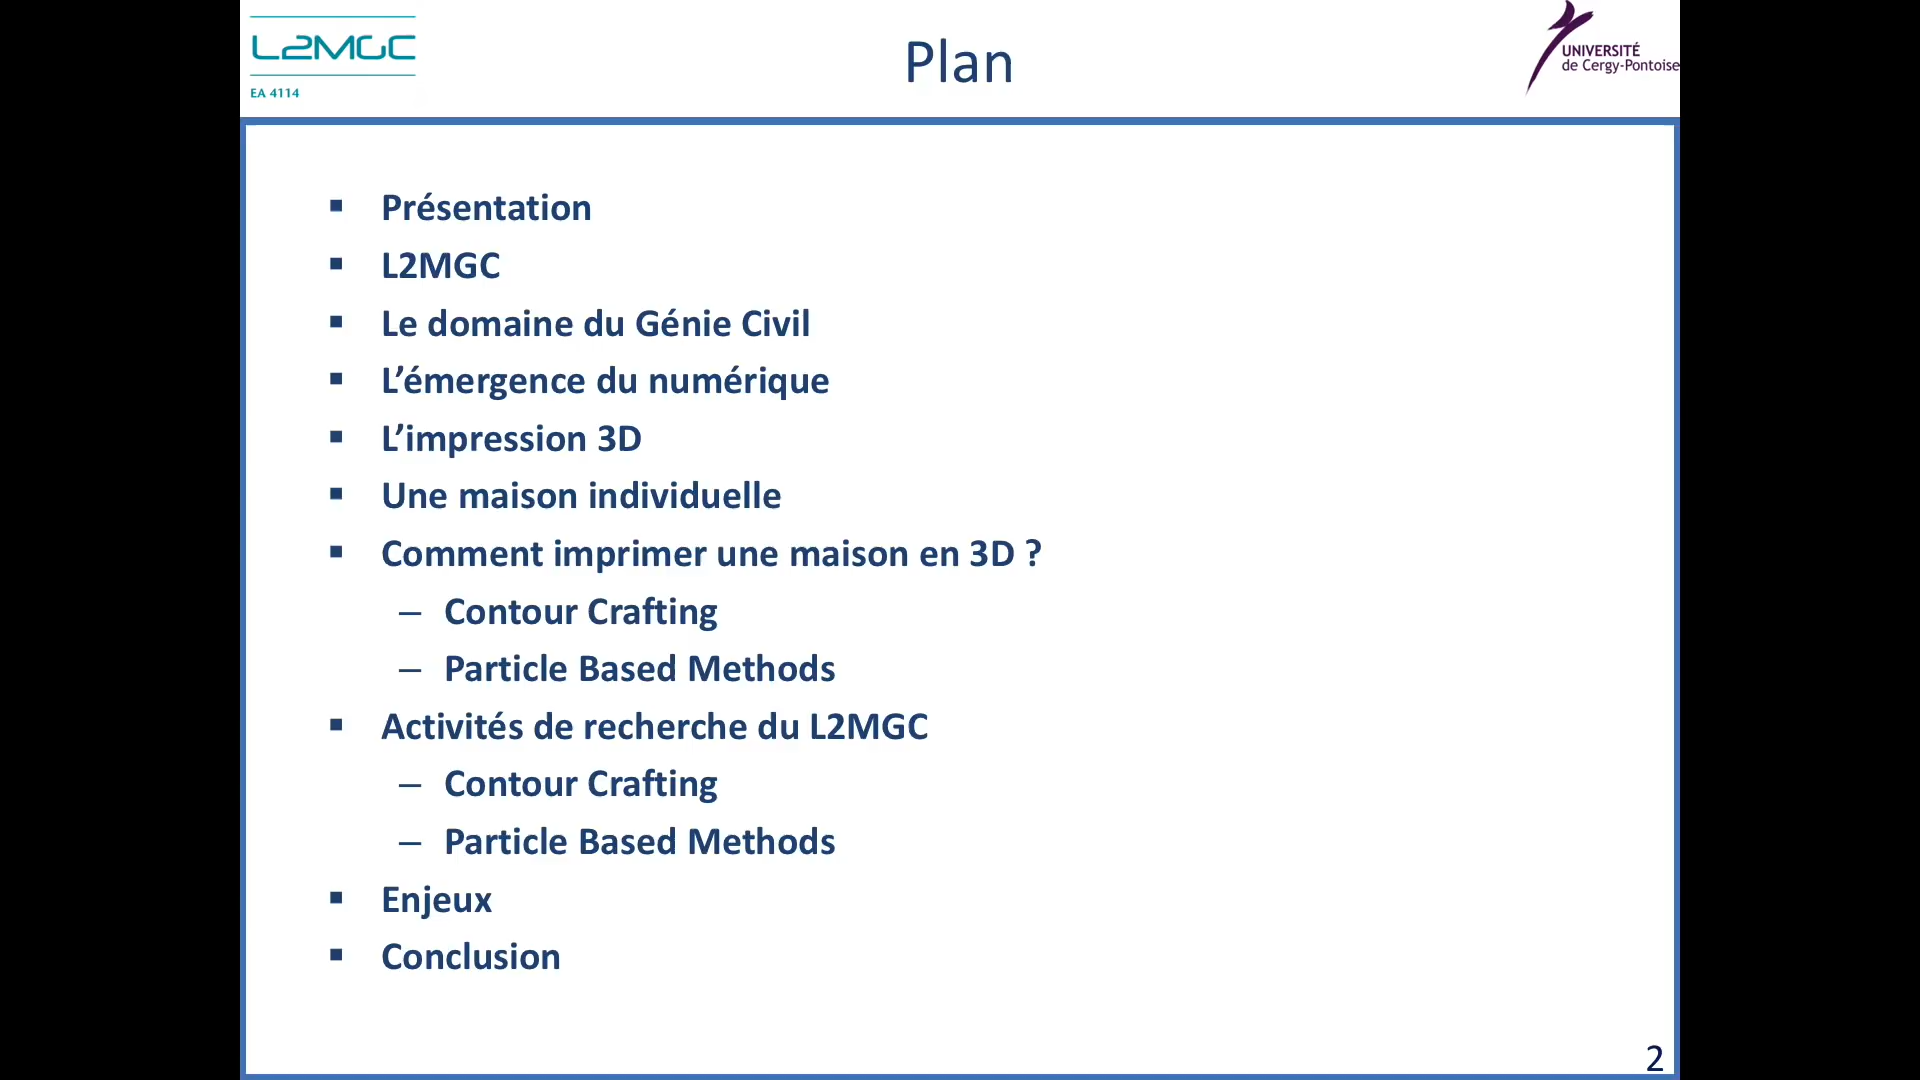 L2MGC
EA 4114
Plan
UNIVERSITÉ
de Cergy-Pontoise
▪ Présentation
▪ L2MGC
▪ Le domaine du Génie Civil
▪ L’émergence du numérique
▪ L’impression 3D
▪ Une maison individuelle
▪ Comment imprimer une maison en 3D ?
– Contour Crafting
– Particle Based Methods
▪ Activités de recherche du L2MGC
– Contour Crafting
– Particle Based Methods
▪ Enjeux
▪ Conclusion
2